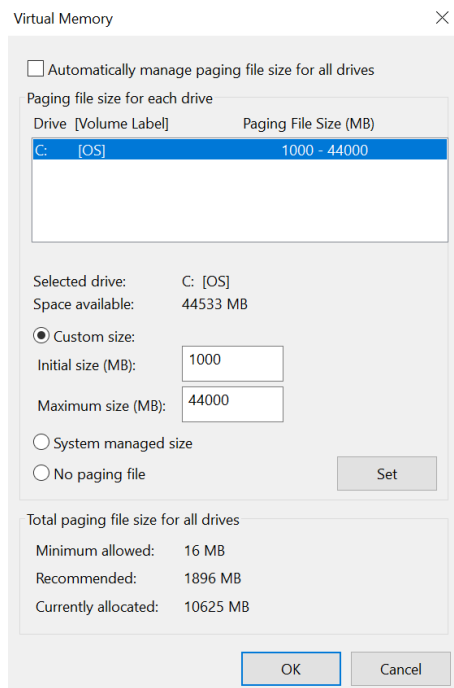 Virtual Memory
Automatically manage paging file size for all drives
Paging file size for each drive
Drive [Volume Label] Paging File Size (MB)
C: [OS] 1000 - 44000
Selected drive: C: [OS]
Space available: 44533 MB
Custom size:
Initial size (MB): 1000
Maximum size (MB): 44000
System managed size
No paging file Set
Total paging file size for all drives
Minimum allowed: 16 MB
Recommended: 1896 MB
Currently allocated: 10625 MB
OK Cancel